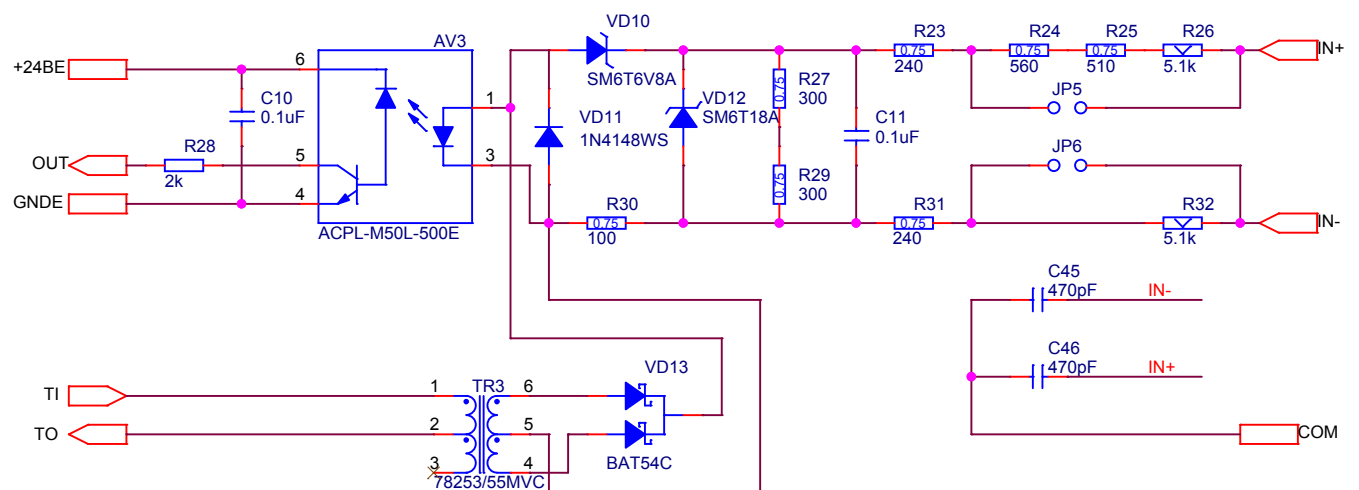 VD10
SM6T6V8A
AV3
+24BE
6
C10
0.1uF
1
VD11
1N4148WS
VD12
SM6T18A
0.75
R27
300
C11
0.1uF
R23
0.75
240
R24
0.75
560
R25
0.75
510
R26
5.1k
IN+
JP5
OUT
R28
2k
5
3
0.75
R29
300
JP6
GNDE
4
ACPL-M50L-500E
R30
0.75
100
R31
0.75
240
R32
5.1k
IN-
C45
470pF
IN-
C46
470pF
IN+
VD13
TI
1
TR3
6
TO
2
5
COM
3
4
BAT54C
78253/55MVC